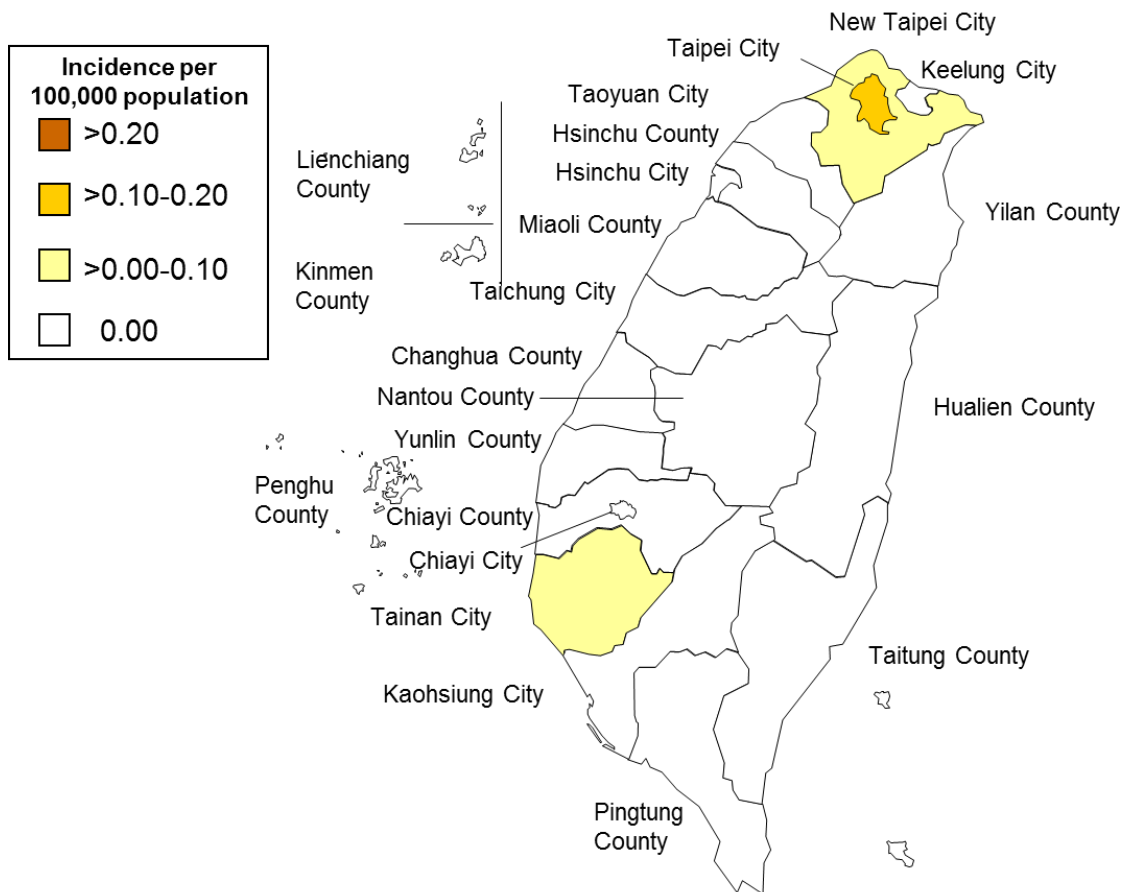 Incidence per
100,000 population
>0.20
>0.10-0.20
>0.00-0.10
0.00
New Taipei City
Taipei City
Keelung City
Taoyuan City
Hsinchu County
Lienchiang
County
Hsinchu City
Yilan County
Miaoli County
Kinmen
County
Taichung City
Changhua County
Nantou County
Hualien County
Yunlin County
Penghu
County
Chiayi County
Chiayi City
Tainan City
Taitung County
Kaohsiung City
Pingtung
County